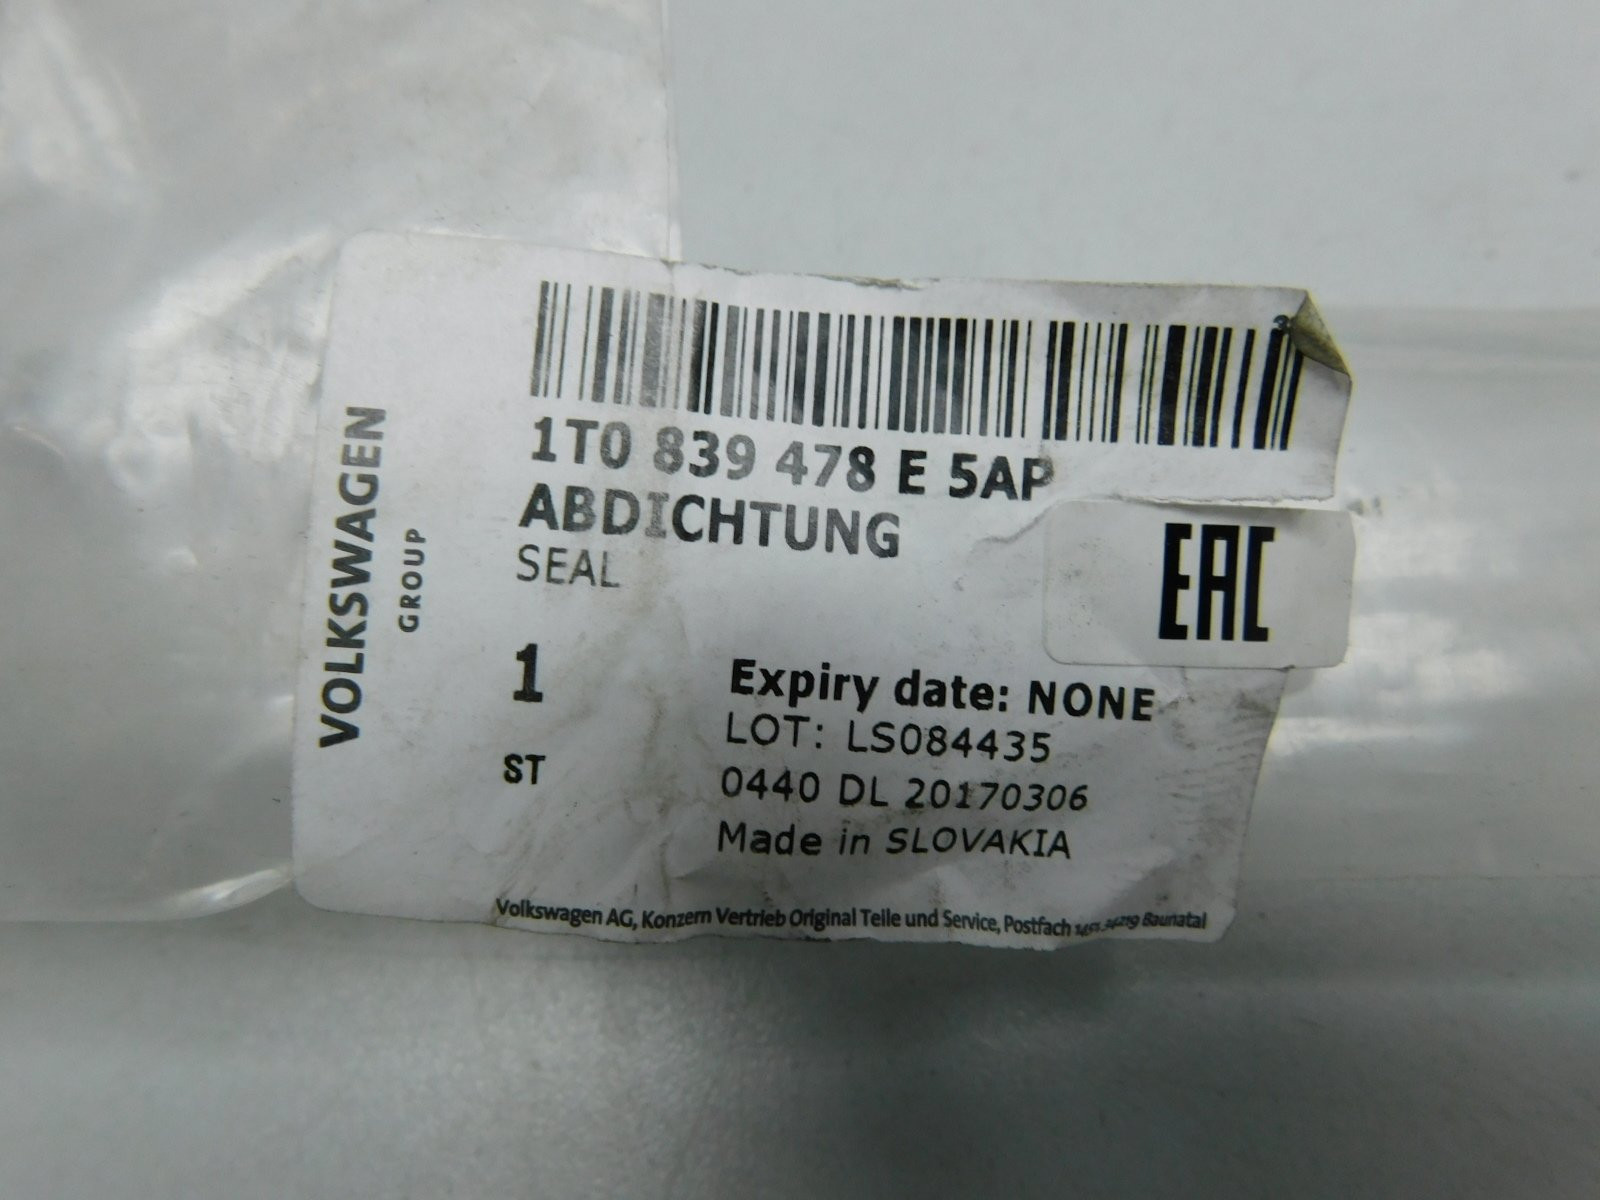 VOLKSWAGEN
GROUP
1T0 839 478 E 5AP
ABDICHTUNG
SEAL
EAC
1
ST
Expiry date: NONE
LOT: LS084435
0440 DL 20170306
Made in SLOVAKIA
Volkswagen AG, Konzern Vertrieb Original Teile und Service, Postfach Baunatal